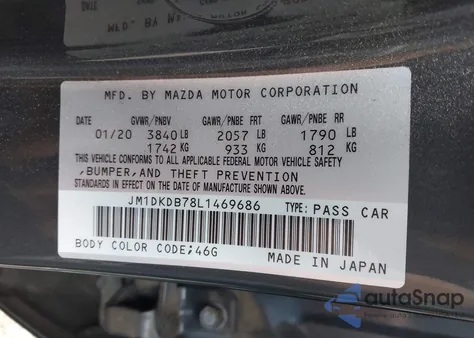 MFD. BY MAZDA MOTOR CORPORATION
DATE GVWR/PNBV GAWR/PNBE FRT GAWR/PNBE RR
01/20 3840 LB 2057 LB 1790 LB
1742 KG 933 KG 812 KG
THIS VEHICLE CONFORMS TO ALL APPLICABLE FEDERAL MOTOR VEHICLE SAFETY
,BUMPER,AND THEFT PREVENTION
STANDARDS IN EFFECT ON THE DATE OF MANUFACTURE SHOWN ABOVE.
JM1DKDB78L1469686 TYPE: PASS CAR
BODY COLOR CODE;46G MADE IN JAPAN
autoSnap